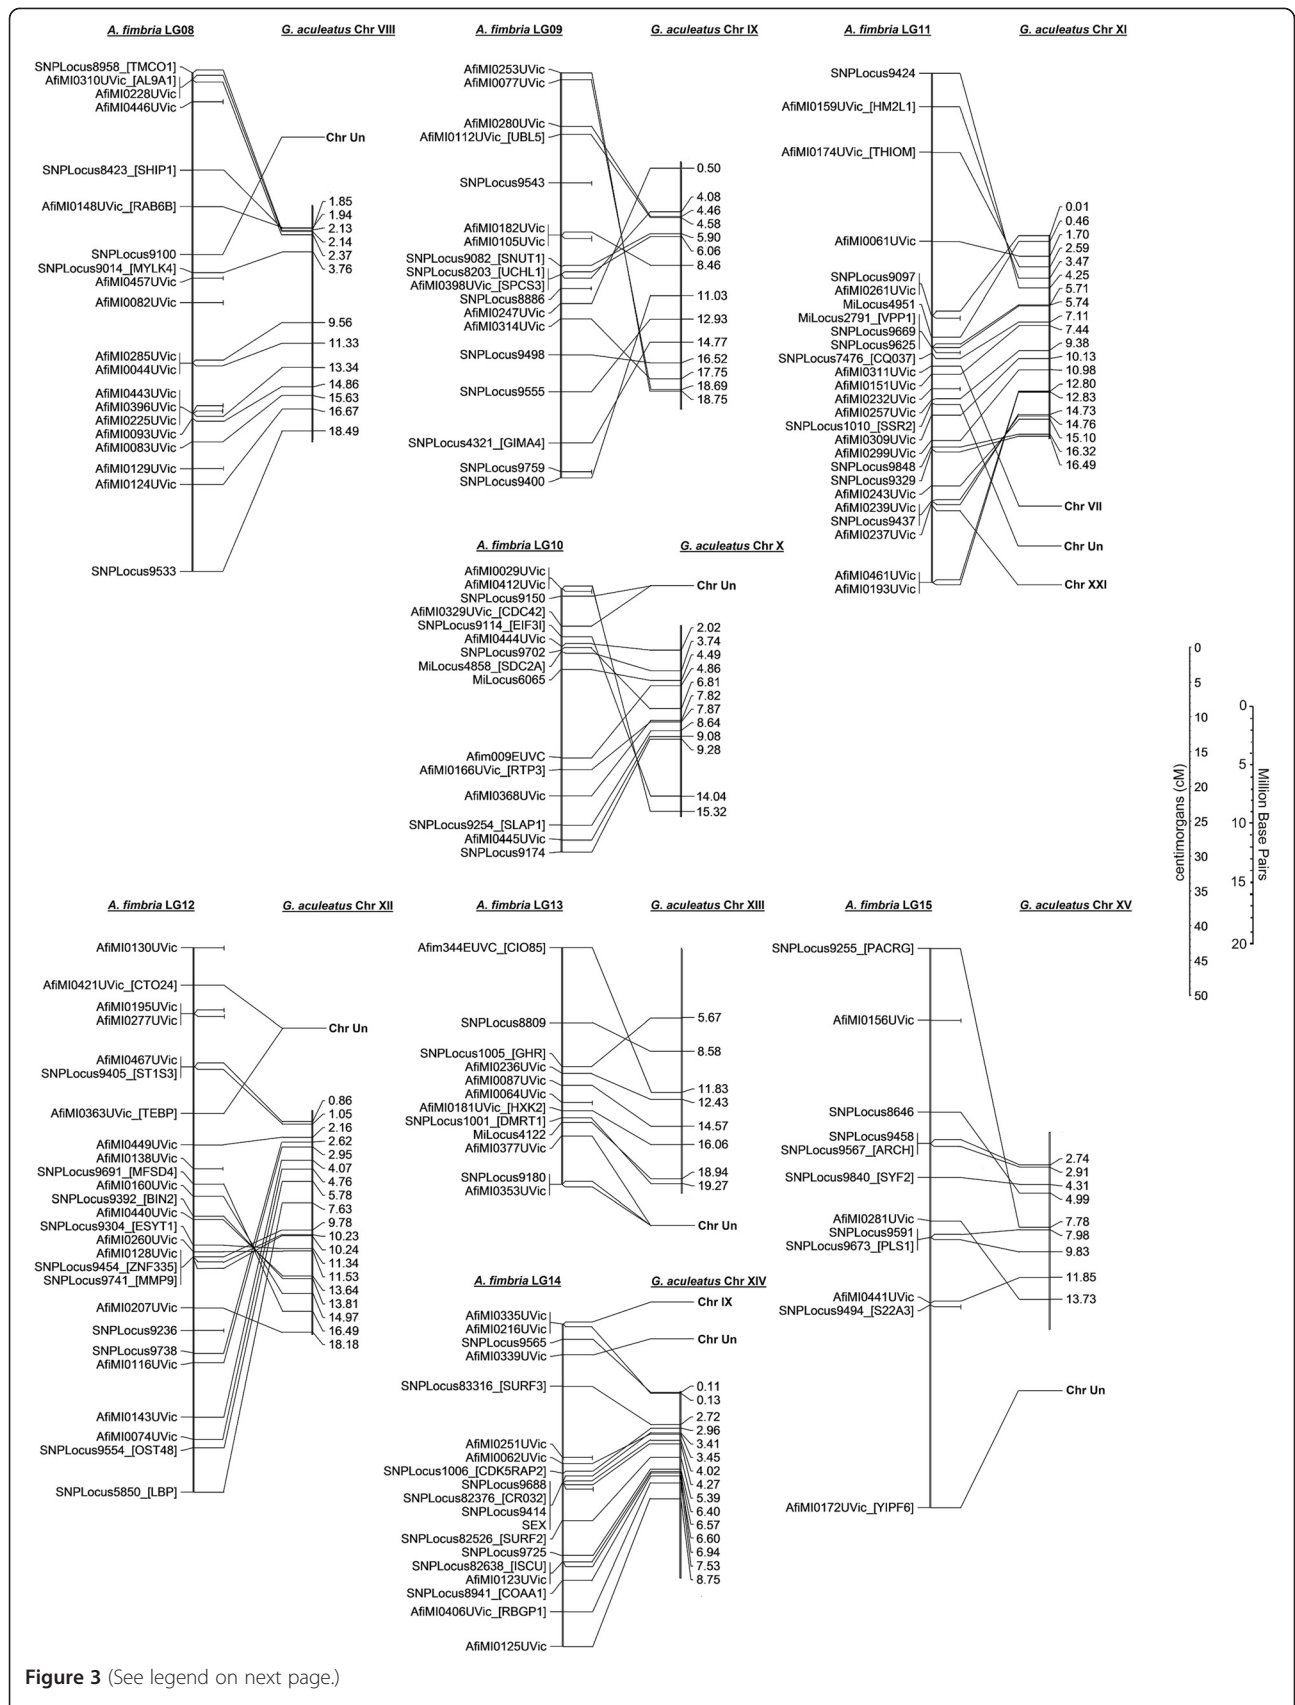 A. fimbria LG08
G. aculeatus Chr VIII
SNPLocus8958_[TMCO1]
AfiMI0310UVic_[AL9A1]
AfiMI0228UVic
AfiMI0446UVic
SNPLocus8423_[SHIP1]
AfiMI0148UVic_[RAB6B]
SNPLocus9100
SNPLocus9014_[MYLK4]
AfiMI0457UVic
AfiMI0082UVic
AfiMI0285UVic
AfiMI0044UVic
AfiMI0443UVic
AfiMI0396UVic
AfiMI0225UVic
AfiMI0093UVic
AfiMI0083UVic
AfiMI0129UVic
AfiMI0124UVic
SNPLocus9533
Chr Un
1.85
1.94
2.13
2.14
2.37
3.76
9.56
11.33
13.34
14.86
15.63
16.67
18.49
A. fimbria LG09
G. aculeatus Chr IX
AfiMI0253UVic
AfiMI0077UVic
AfiMI0280UVic
AfiMI0112UVic_[UBL5]
SNPLocus9543
AfiMI0182UVic
AfiMI0105UVic
SNPLocus9082_[SNUT1]
SNPLocus8203_[UCHL1]
AfiMI0398UVic_[SPCS3]
SNPLocus8886
AfiMI0247UVic
AfiMI0314UVic
SNPLocus9498
SNPLocus9555
SNPLocus4321_[GIMA4]
SNPLocus9759
SNPLocus9400
0.50
4.08
4.46
4.58
5.90
6.06
8.46
11.03
12.93
14.77
16.52
17.75
18.69
18.75
A. fimbria LG11
G. aculeatus Chr XI
SNPLocus9424
AfiMI0159UVic_[HM2L1]
AfiMI0174UVic_[THIOM]
AfiMI0061UVic
SNPLocus9097
AfiMI0261UVic
MiLocus4951
MiLocus2791_[VPP1]
SNPLocus9669
SNPLocus9625
SNPLocus7476_[CQ037]
AfiMI0311UVic
AfiMI0151UVic
AfiMI0232UVic
AfiMI0257UVic
SNPLocus1010_[SSR2]
AfiMI0309UVic
AfiMI0299UVic
SNPLocus9848
SNPLocus9329
AfiMI0243UVic
AfiMI0239UVic
SNPLocus9437
AfiMI0237UVic
AfiMI0461UVic
AfiMI0193UVic
0.01
0.46
1.70
2.59
3.47
4.25
5.71
5.74
7.11
7.44
9.38
10.13
10.98
12.80
12.83
14.73
14.76
15.10
16.32
16.49
Chr VII
Chr Un
Chr XXI
A. fimbria LG10
G. aculeatus Chr X
AfiMI0029UVic
AfiMI0412UVic
SNPLocus9150
AfiMI0329UVic_[CDC42]
SNPLocus9114_[EIF3I]
AfiMI0444UVic
SNPLocus9702
MiLocus4858_[SDC2A]
MiLocus6065
Afim009EUVC
AfiMI0166UVic_[RTP3]
AfiMI0368UVic
SNPLocus9254_[SLAP1]
AfiMI0445UVic
SNPLocus9174
Chr Un
2.02
3.74
4.49
4.86
6.81
7.82
7.87
8.64
9.08
9.28
14.04
15.32
0
5
10
15
20
25
30
35
40
45
50
centimorgans (cM)
0
5
10
15
20
Million Base Pairs
A. fimbria LG12
G. aculeatus Chr XII
AfiMI0130UVic
AfiMI0421UVic_[CTO24]
AfiMI0195UVic
AfiMI0277UVic
AfiMI0467UVic
SNPLocus9405_[ST1S3]
AfiMI0363UVic_[TEBP]
AfiMI0449UVic
AfiMI0138UVic
SNPLocus9691_[MFSD4]
AfiMI0160UVic
SNPLocus9392_[BIN2]
AfiMI0440UVic
SNPLocus9304_[ESYT1]
AfiMI0260UVic
AfiMI0128UVic
SNPLocus9454_[ZNF335]
SNPLocus9741_[MMP9]
AfiMI0207UVic
SNPLocus9236
SNPLocus9738
AfiMI0116UVic
AfiMI0143UVic
AfiMI0074UVic
SNPLocus9554_[OST48]
SNPLocus5850_[LBP]
Chr Un
0.86
1.05
2.16
2.62
2.95
4.07
4.76
5.78
7.63
9.78
10.23
10.24
11.34
11.53
13.64
13.81
14.97
16.49
18.18
A. fimbria LG13
G. aculeatus Chr XIII
Afim344EUVC_[CIO85]
SNPLocus8809
SNPLocus1005_[GHR]
AfiMI0236UVic
AfiMI0087UVic
AfiMI0064UVic
AfiMI0181UVic_[HXK2]
SNPLocus1001_[DMRT1]
MiLocus4122
AfiMI0377UVic
SNPLocus9180
AfiMI0353UVic
5.67
8.58
11.83
12.43
14.57
16.06
18.94
19.27
Chr Un
A. fimbria LG15
G. aculeatus Chr XV
SNPLocus9255_[PACRG]
AfiMI0156UVic
SNPLocus8646
SNPLocus9458
SNPLocus9567_[ARCH]
SNPLocus9840_[SYF2]
AfiMI0281UVic
SNPLocus9591
SNPLocus9673_[PLS1]
AfiMI0441UVic
SNPLocus9494_[S22A3]
AfiMI0172UVic_[YIPF6]
2.74
2.91
4.31
4.99
7.78
7.98
9.83
11.85
13.73
Chr Un
A. fimbria LG14
G. aculeatus Chr XIV
AfiMI0335UVic
AfiMI0216UVic
SNPLocus9565
AfiMI0339UVic
SNPLocus83316_[SURF3]
AfiMI0251UVic
AfiMI0062UVic
SNPLocus1006_[CDK5RAP2]
SNPLocus9688
SNPLocus82376_[CR032]
SNPLocus9414
SEX
SNPLocus82526_[SURF2]
SNPLocus9725
SNPLocus82638_[ISCU]
AfiMI0123UVic
SNPLocus8941_[COAA1]
AfiMI0406UVic_[RBGP1]
AfiMI0125UVic
Chr IX
Chr Un
0.11
0.13
2.72
2.96
3.41
3.45
4.02
4.27
5.39
6.40
6.57
6.60
6.94
7.53
8.75
Figure 3 (See legend on next page.)